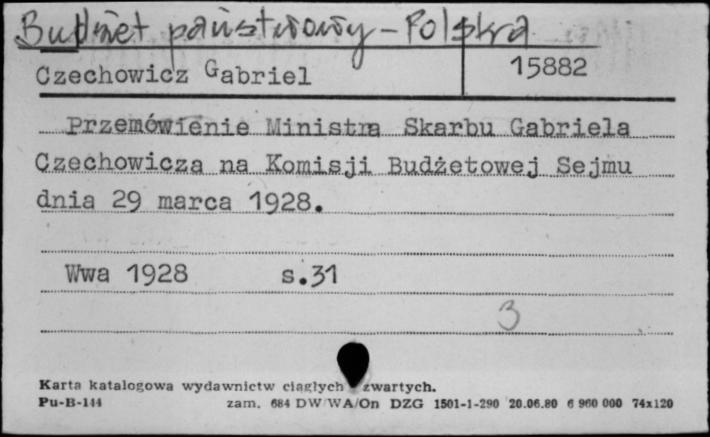 Budżet państwowy - Polska
Czechowicz Gabriel 15882
Przemówienie Ministra Skarbu Gabriela
Czechowicza na Komisji Budżetowej Sejmu
dnia 29 marca 1928.
Wwa 1928 s.31
3
Karta katalogowa wydawnictw ciągłych zwartych.
Pu-B-144 zam. 684 DW/WA/On DZG 1501-1-290 20.06.80 6 960 000 74x120